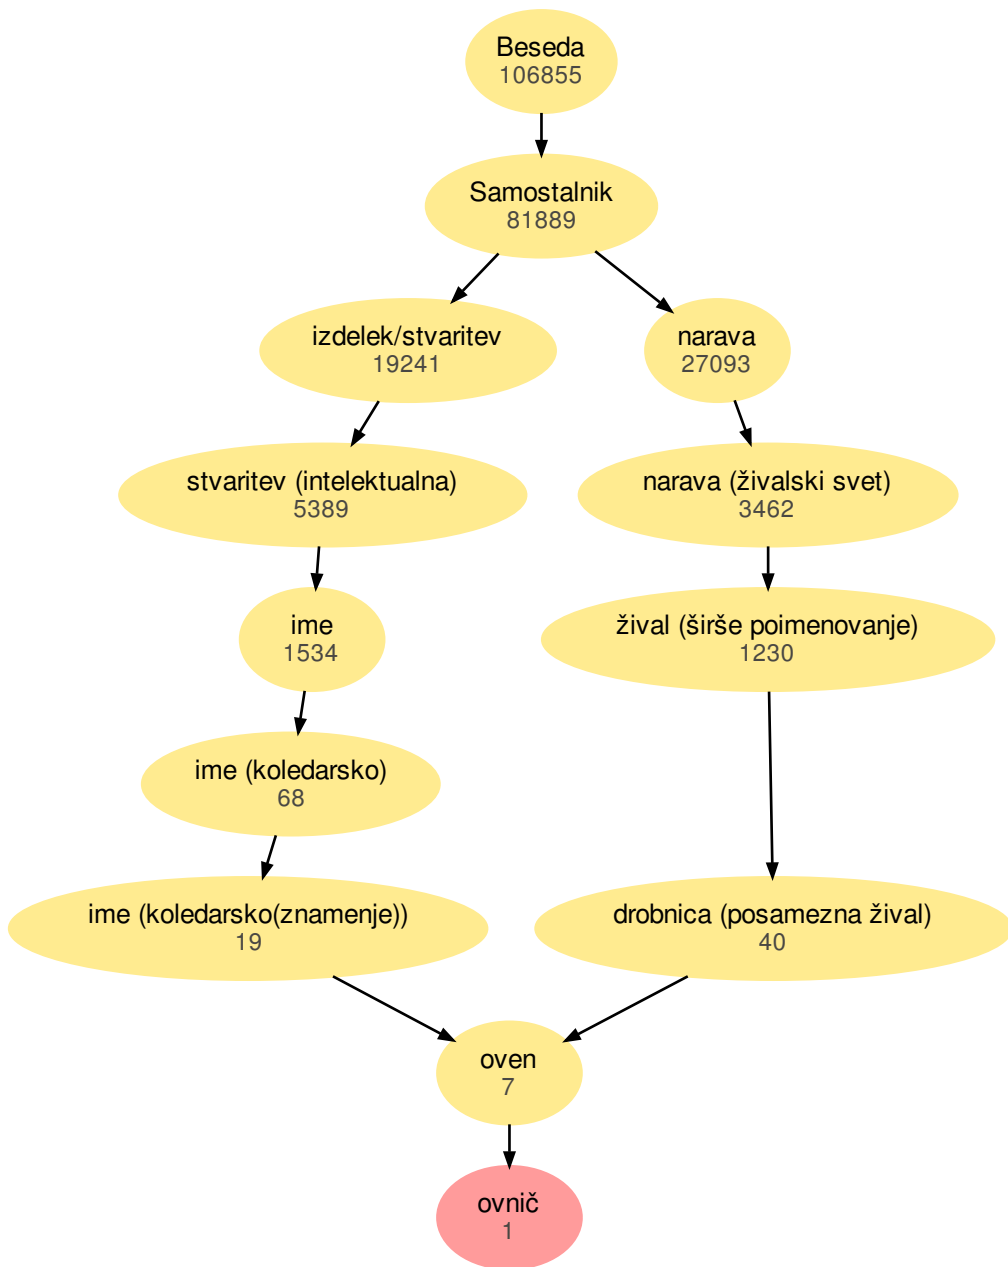 Beseda
106855
Samostalnik
81889
izdelek/stvaritev
19241
narava
27093
stvaritev (intelektualna)
5389
narava (živalski svet)
3462
ime
1534
žival (širše poimenovanje)
1230
ime (koledarsko)
68
ime (koledarsko(znamenje))
19
drobnica (posamezna žival)
40
oven
7
ovnič
1